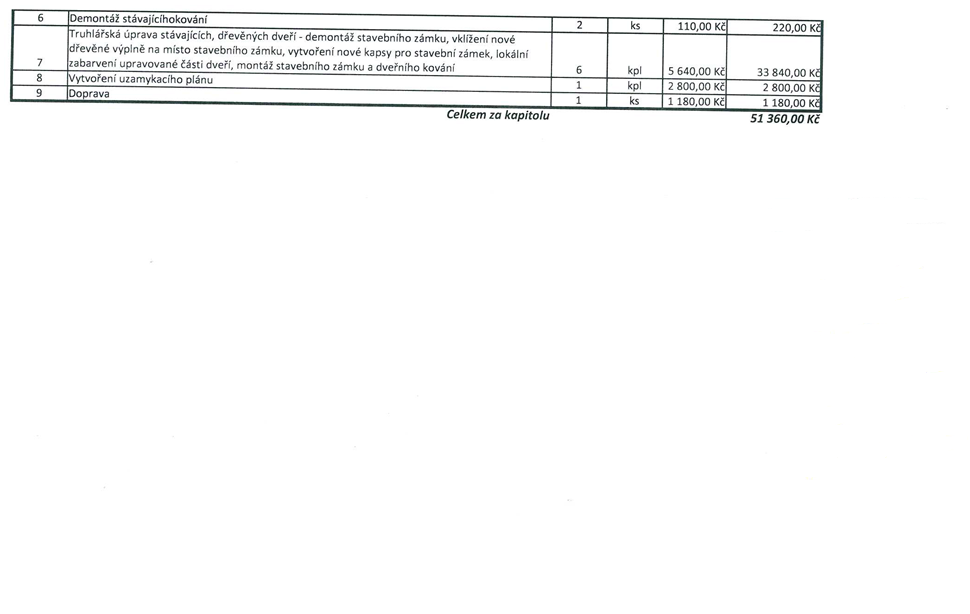 6 Demontáž stávajícíhokování 2 ks 110,00 Kč 220,00 Kč
Truhlářská úprava stávajících, dřevěných dveří - demontáž stavebního zámku, vklížení nové
dřevěné výplně na místo stavebního zámku, vytvoření nové kapsy pro stavební zámek, lokální
7 zabarvení upravované části dveří, montáž stavebního zámku a dveřního kování 6 kpl 5 640,00 Kč 33 840,00 Kč
8 Vytvoření uzamykacího plánu 1 kpl 2 800,00 Kč 2 800,00 Kč
9 Doprava 1 ks 1 180,00 Kč 1 180,00 Kč
Celkem za kapitolu 51 360,00 Kč